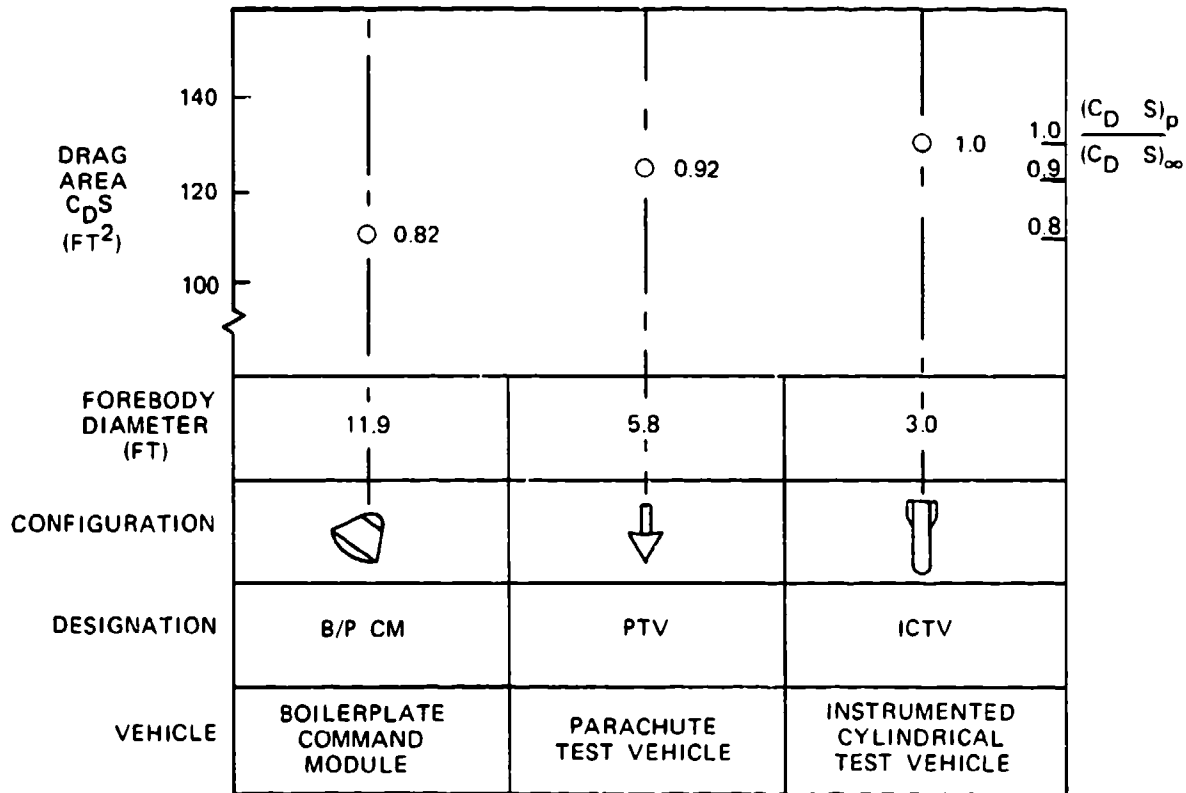 140
120
100
DRAG
AREA
C_DS
(FT²)
0.82
0.92
1.0
1.0
0.9
0.8
(C_D S)_p
(C_D S)_∞
FOREBODY
DIAMETER
(FT)
11.9
5.8
3.0
CONFIGURATION
DESIGNATION
B/P CM
PTV
ICTV
VEHICLE
BOILERPLATE
COMMAND
MODULE
PARACHUTE
TEST VEHICLE
INSTRUMENTED
CYLINDRICAL
TEST VEHICLE